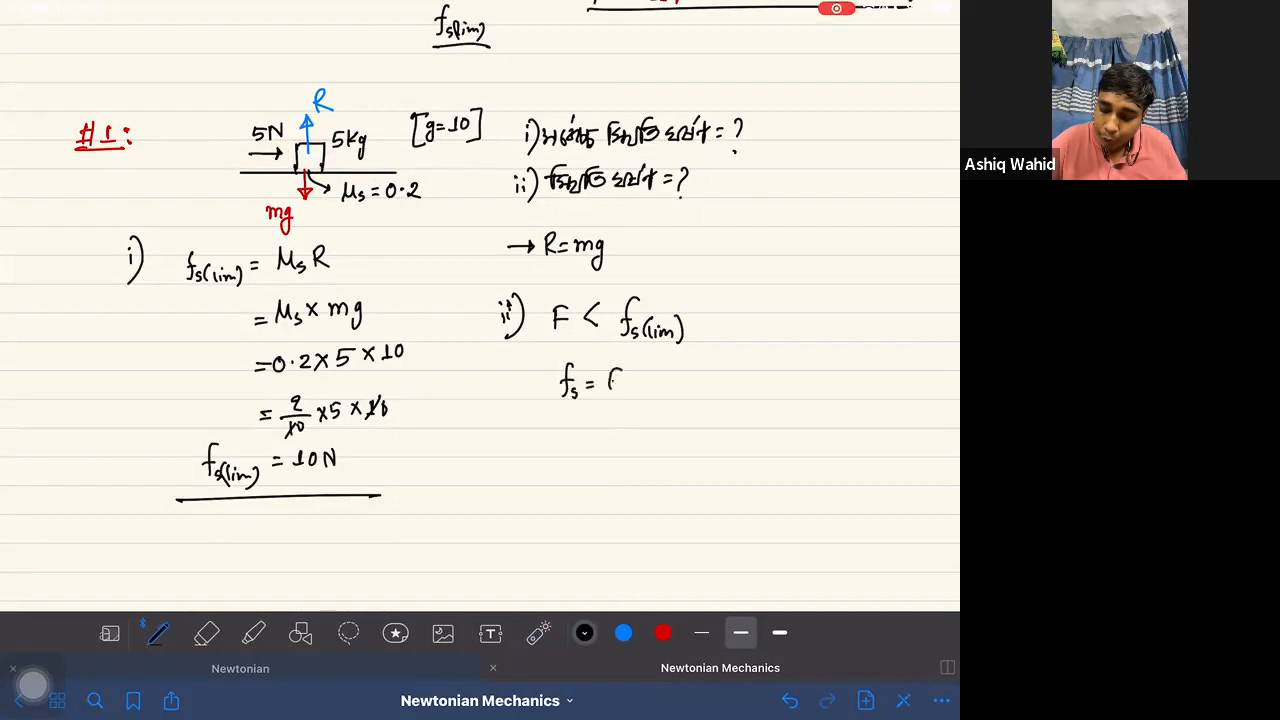 fs(lim)
#1:
R
5N
5Kg
[g=10]
μs = 0.2
mg
i) সর্বোচ্চ স্থিতি ঘর্ষণ = ?
ii) স্থিতি ঘর্ষণ = ?
i) fs(lim) = μs R
= μs × mg
= 0.2 × 5 × 10
= 2/10 × 5 × 10
fs(lim) = 10N
→ R = mg
ii) F < fs(lim)
fs =
Ashiq Wahid
Newtonian
Newtonian Mechanics
Newtonian Mechanics